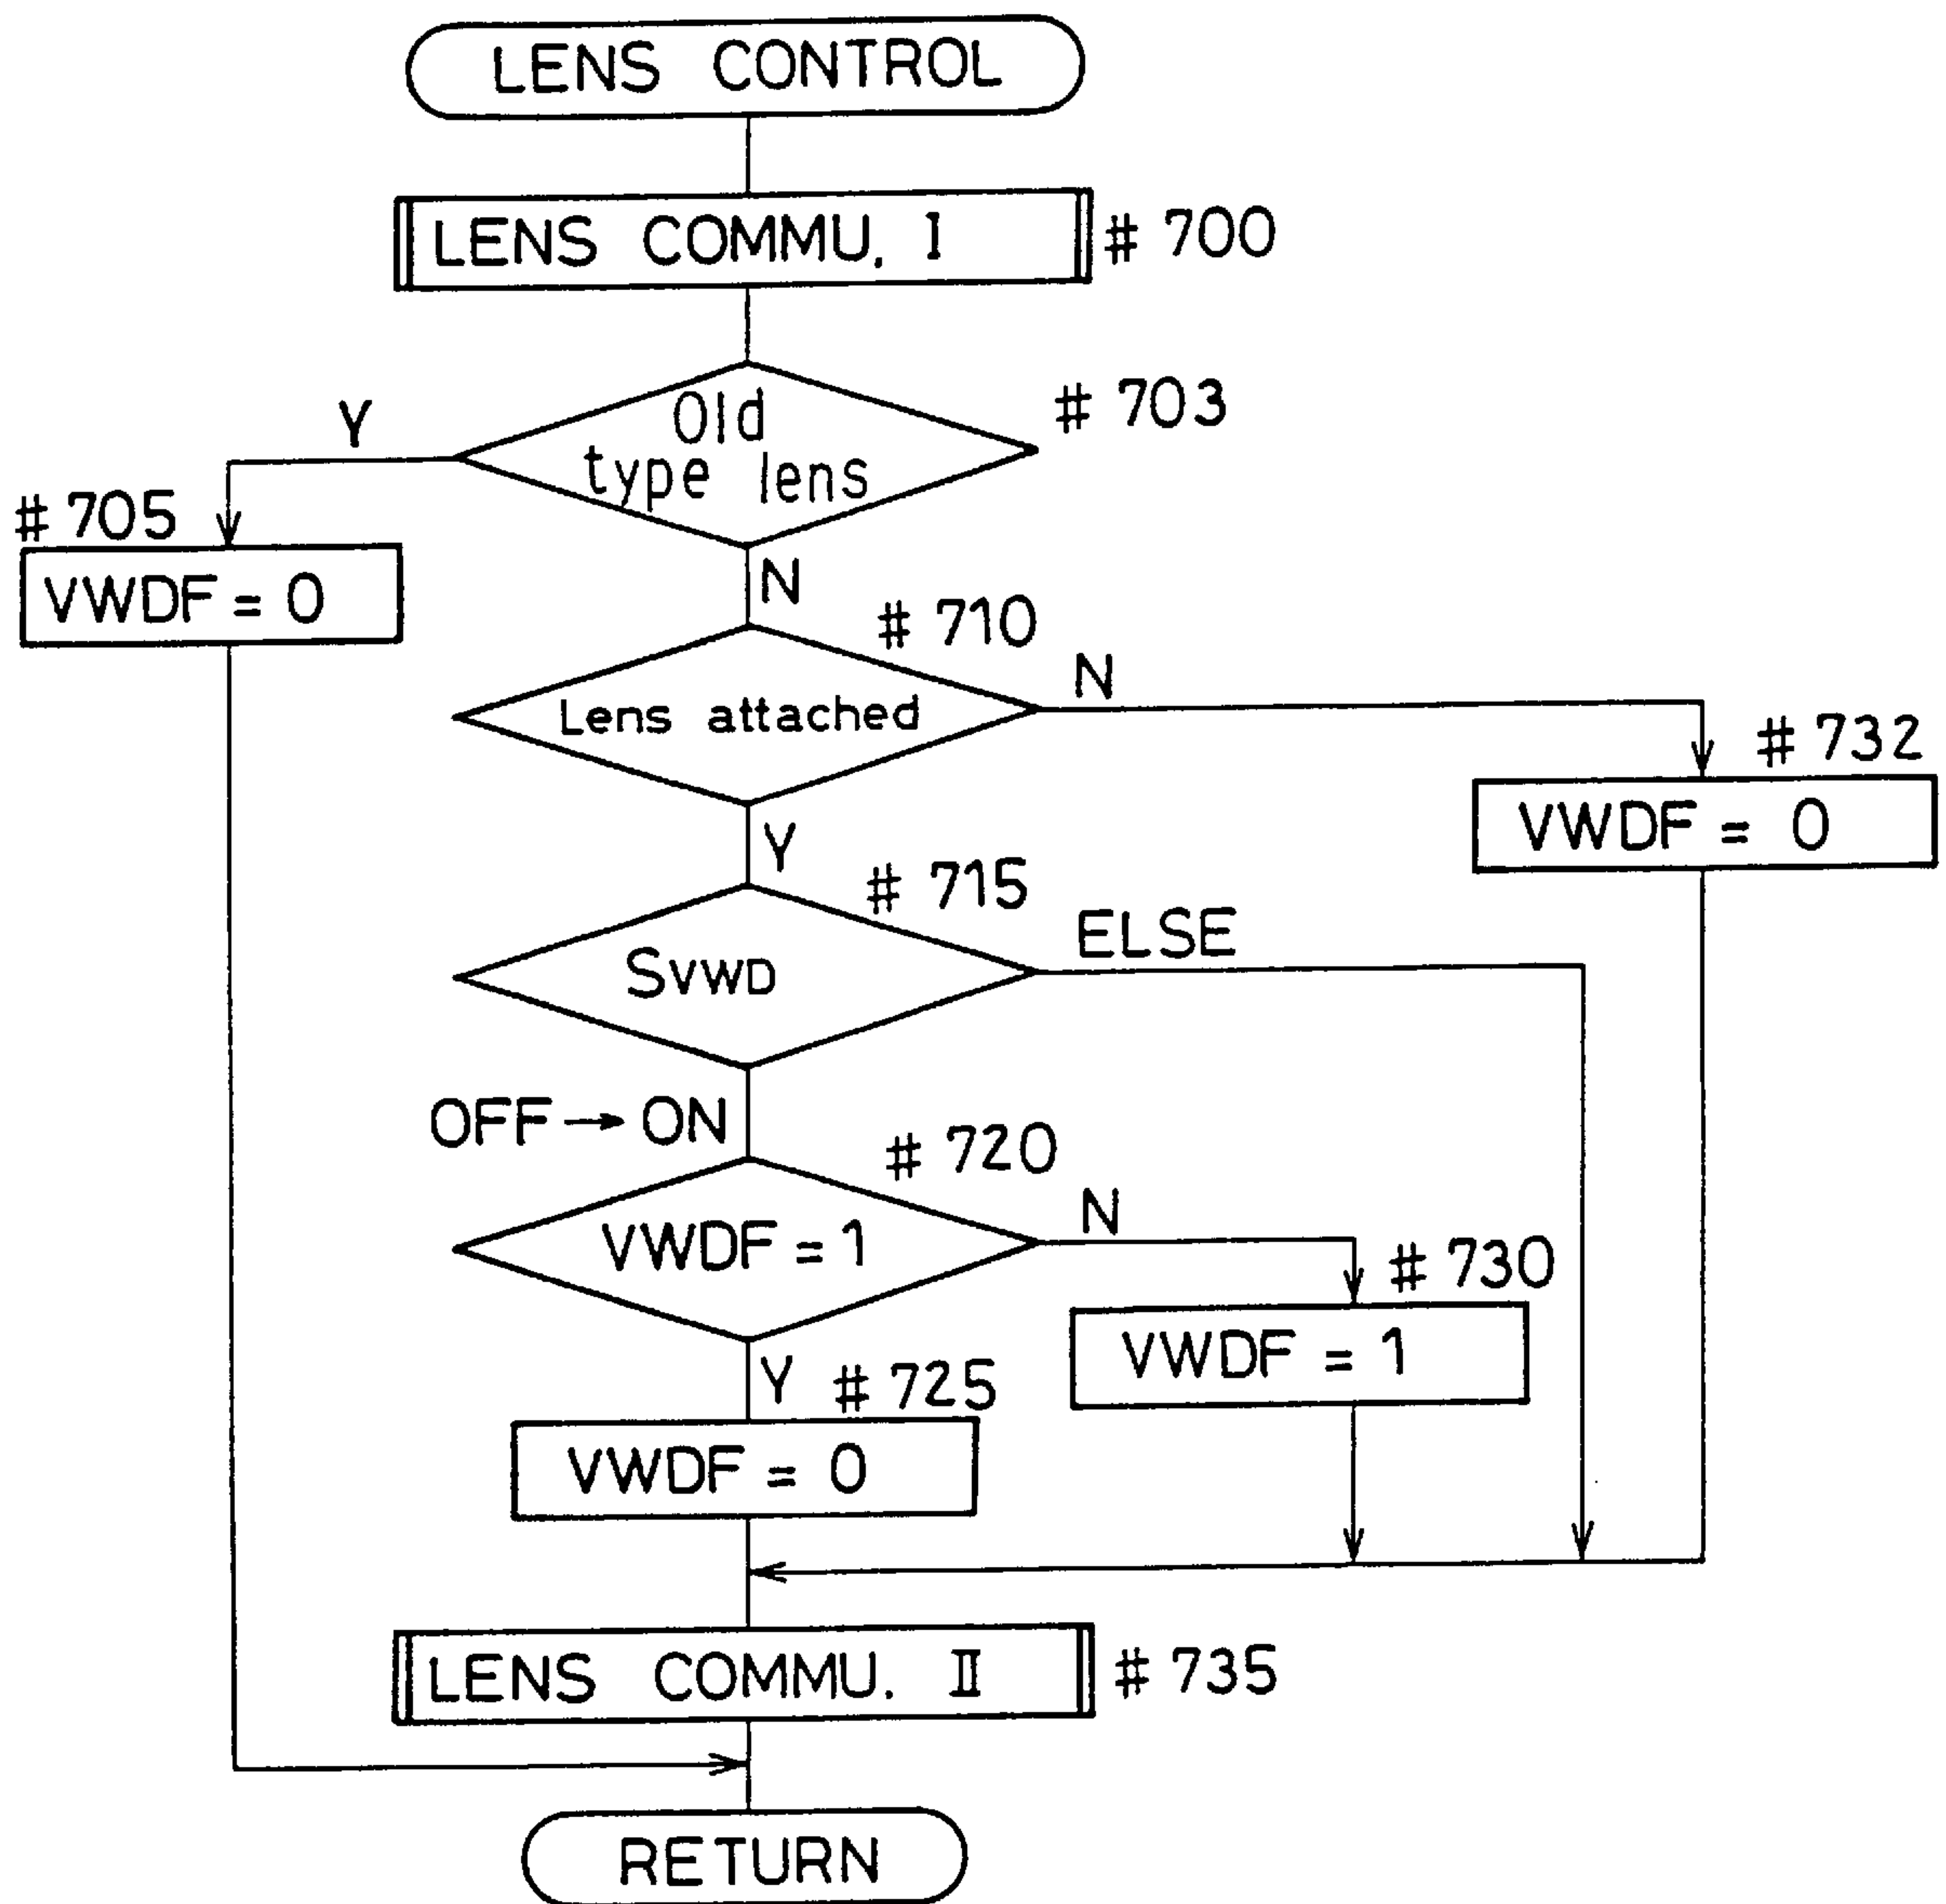 LENS CONTROL
LENS COMMU. I
# 700
Old
type lens
# 703
Y
# 705
VWDF = 0
N
# 710
Lens attached
N
# 732
VWDF = 0
Y
# 715
SVWD
ELSE
OFF → ON
# 720
VWDF = 1
N
# 730
VWDF = 1
Y
# 725
VWDF = 0
LENS COMMU. II
# 735
RETURN